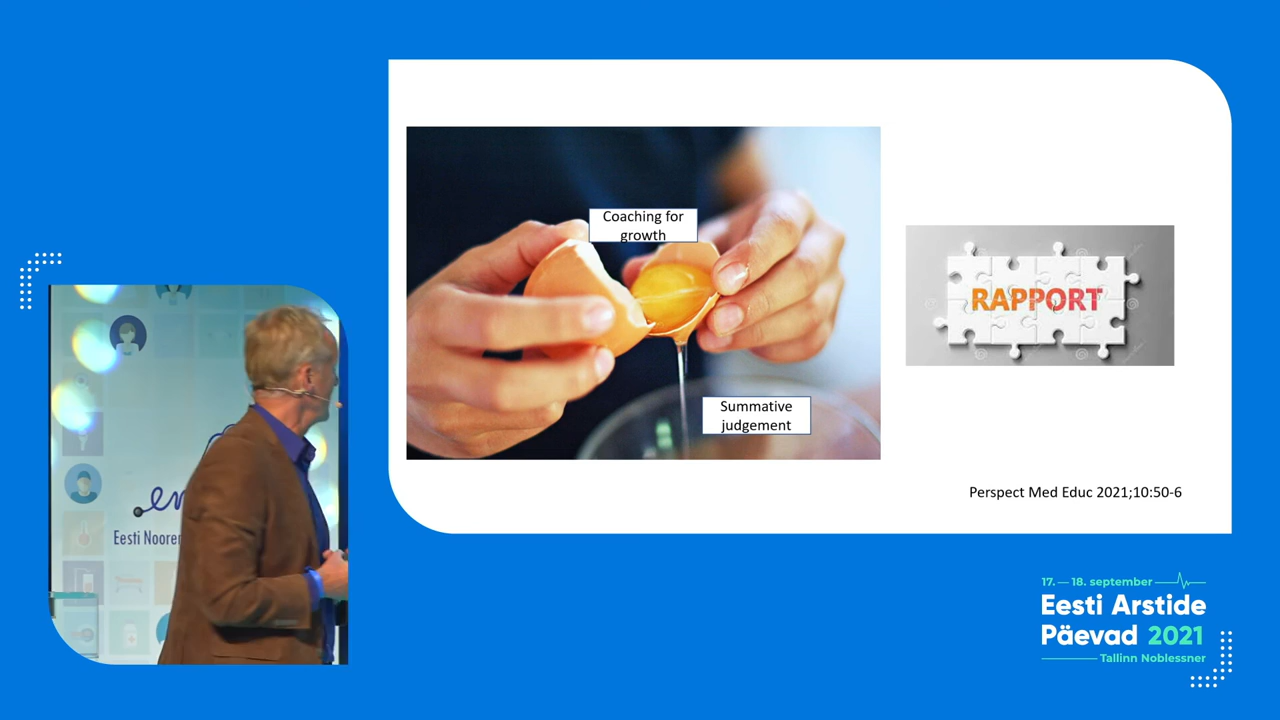 Coaching for
growth
RAPPORT
Summative
judgement
Perspect Med Educ 2021;10:50-6
Eesti Noore
17. — 18. september
Eesti Arstide
Päevad 2021
Tallinn Noblessner